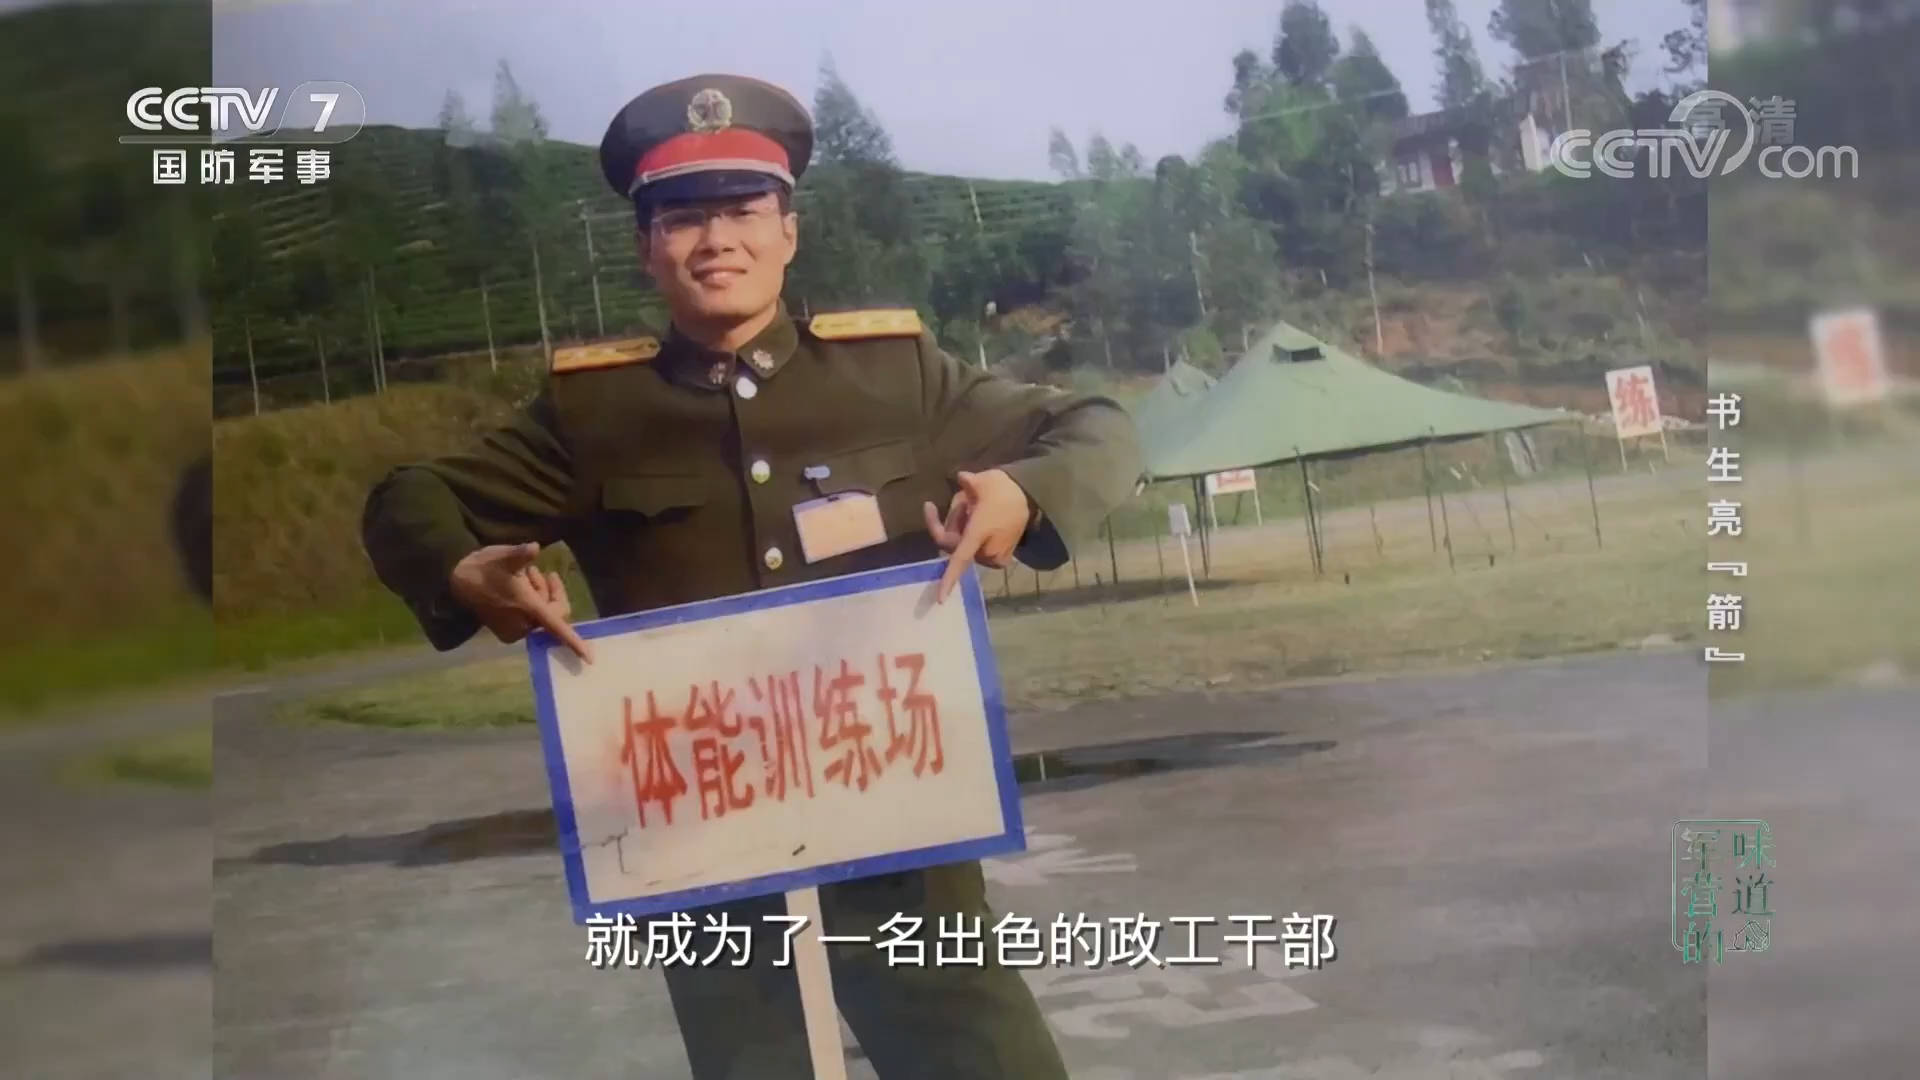 CCTV 7
国防军事
高清
CCTV com
练
书生亮『箭』
体能训练场
军营的
味道
就成为了一名出色的政工干部